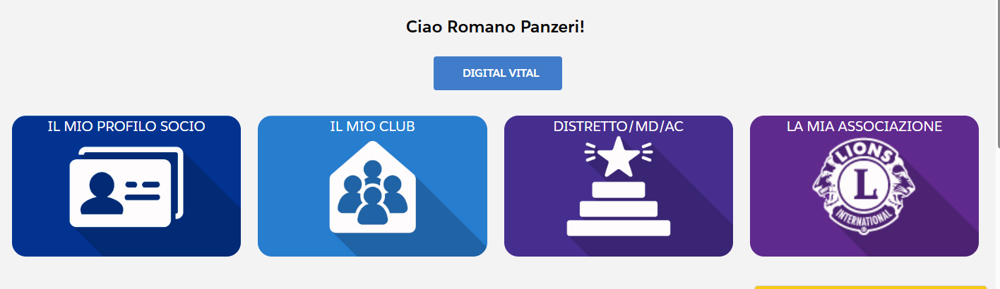 Ciao Romano Panzeri!
DIGITAL VITAL
IL MIO PROFILO SOCIO
IL MIO CLUB
DISTRETTO/MD/AC
LA MIA ASSOCIAZIONE
LIONS
L
INTERNATIONAL